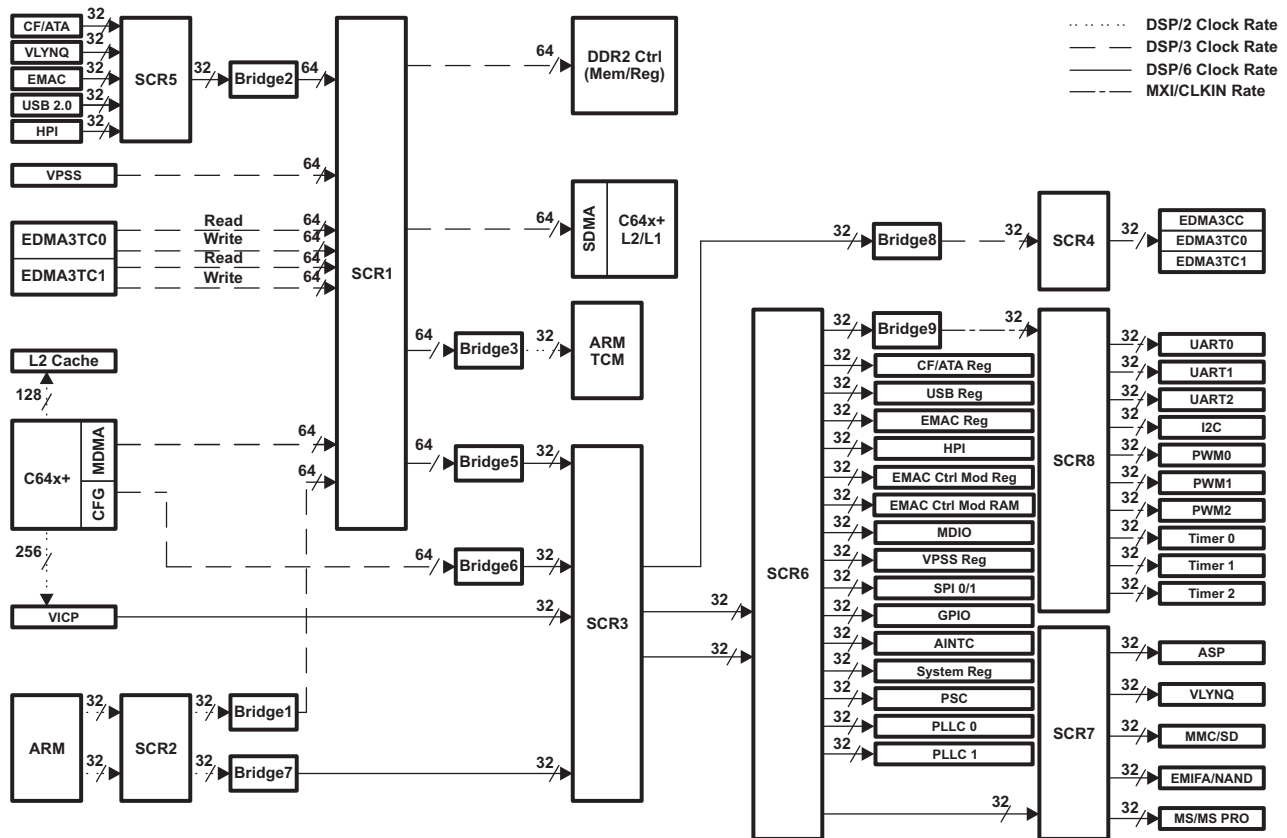 CF/ATA
VLYNQ
EMAC
USB 2.0
HPI
32
32
32
32
32
SCR5
32
Bridge2
64
VPSS
64
EDMA3TC0
EDMA3TC1
Read
Write
Read
Write
64
64
64
64
L2 Cache
128
C64x+
MDMA
CFG
256
VICP
64
64
ARM
32
32
SCR2
32
32
Bridge1
Bridge7
SCR1
64
DDR2 Ctrl
(Mem/Reg)
64
SDMA
C64x+
L2/L1
64
Bridge3
32
ARM
TCM
64
Bridge5
32
64
Bridge6
32
32
32
SCR3
32
32
32
Bridge8
32
SCR4
32
EDMA3CC
EDMA3TC0
EDMA3TC1
SCR6
32
Bridge9
32
32
CF/ATA Reg
32
USB Reg
32
EMAC Reg
32
HPI
32
EMAC Ctrl Mod Reg
32
EMAC Ctrl Mod RAM
32
MDIO
32
VPSS Reg
32
SPI 0/1
32
GPIO
32
AINTC
32
System Reg
32
PSC
32
PLLC 0
32
PLLC 1
32
SCR8
32
UART0
32
UART1
32
UART2
32
I2C
32
PWM0
32
PWM1
32
PWM2
32
Timer 0
32
Timer 1
32
Timer 2
SCR7
32
ASP
32
VLYNQ
32
MMC/SD
32
EMIFA/NAND
32
MS/MS PRO
DSP/2 Clock Rate
DSP/3 Clock Rate
DSP/6 Clock Rate
MXI/CLKIN Rate